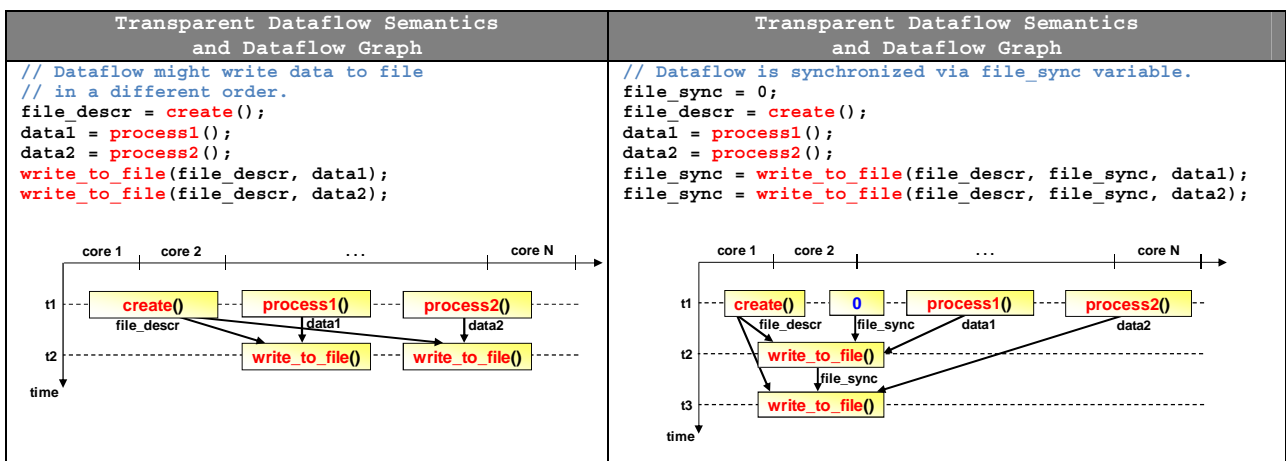 Transparent Dataflow Semantics
and Dataflow Graph
// Dataflow might write data to file
// in a different order.
file_descr = create();
data1 = process1();
data2 = process2();
write_to_file(file_descr, data1);
write_to_file(file_descr, data2);
core 1 core 2 ... core N
t1 create() process1() process2()
file_descr data1 data2
t2 write_to_file() write_to_file()
time
Transparent Dataflow Semantics
and Dataflow Graph
// Dataflow is synchronized via file_sync variable.
file_sync = 0;
file_descr = create();
data1 = process1();
data2 = process2();
file_sync = write_to_file(file_descr, file_sync, data1);
file_sync = write_to_file(file_descr, file_sync, data2);
core 1 core 2 ... core N
t1 create() 0 process1() process2()
file_descr file_sync data1 data2
t2 write_to_file()
file_sync
t3 write_to_file()
time